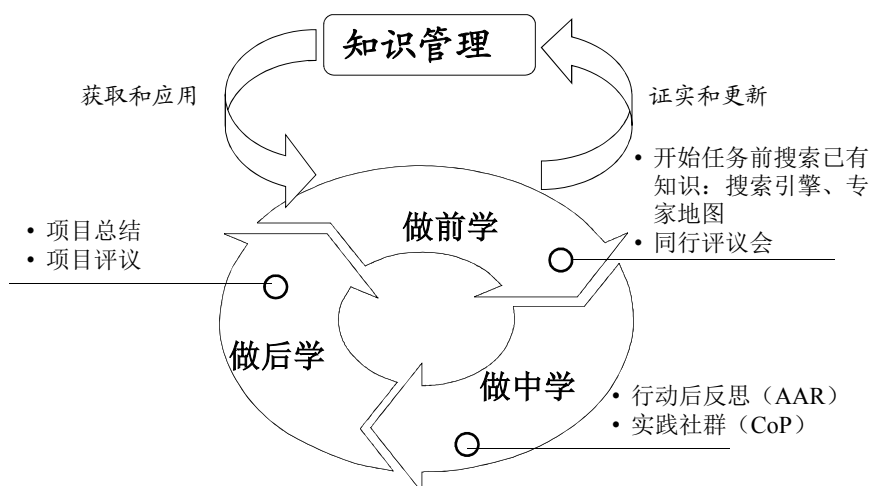 知识管理
获取和应用
证实和更新
• 开始任务前搜索已有
知识：搜索引擎、专
家地图
• 同行评议会
做前学
• 项目总结
• 项目评议
做后学
做中学
• 行动后反思（AAR）
• 实践社群（CoP）